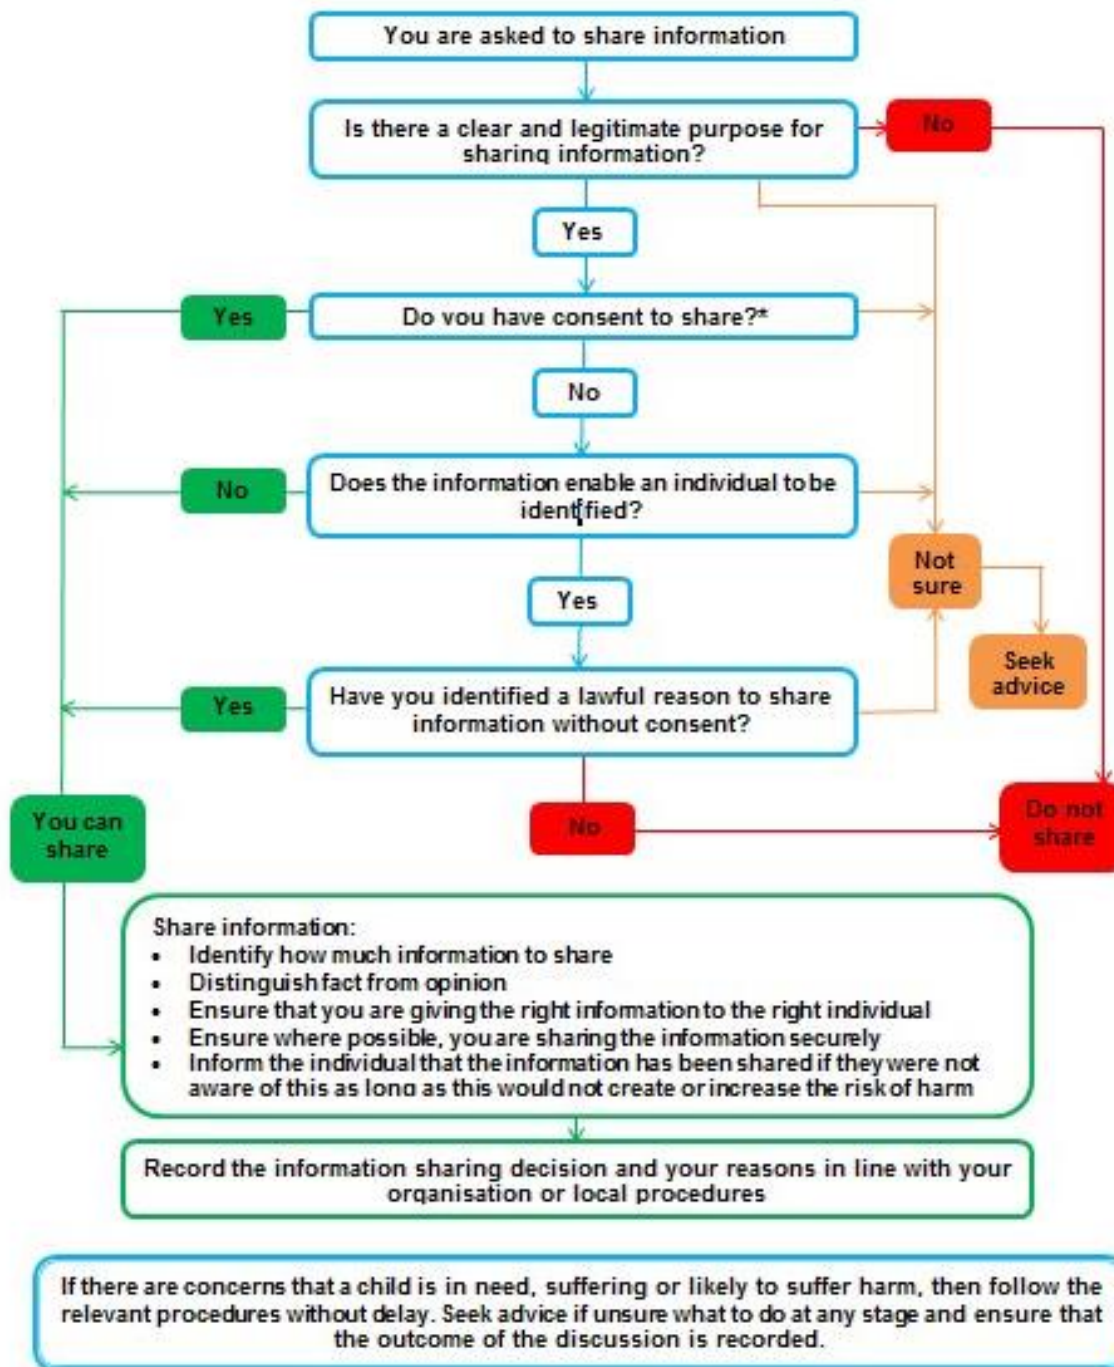 You are asked to share information
Is there a clear and legitimate purpose for
sharing information?
No
Yes
Yes
Do you have consent to share?*
No
No
Does the information enable an individual to be
identified?
Not
sure
Yes
Seek
advice
Yes
Have you identified a lawful reason to share
information without consent?
You can
share
No
Do not
share
Share information:
• Identify how much information to share
• Distinguish fact from opinion
• Ensure that you are giving the right information to the right individual
• Ensure where possible, you are sharing the information securely
• Inform the individual that the information has been shared if they were not
aware of this as long as this would not create or increase the risk of harm
Record the information sharing decision and your reasons in line with your
organisation or local procedures
If there are concerns that a child is in need, suffering or likely to suffer harm, then follow the
relevant procedures without delay. Seek advice if unsure what to do at any stage and ensure that
the outcome of the discussion is recorded.